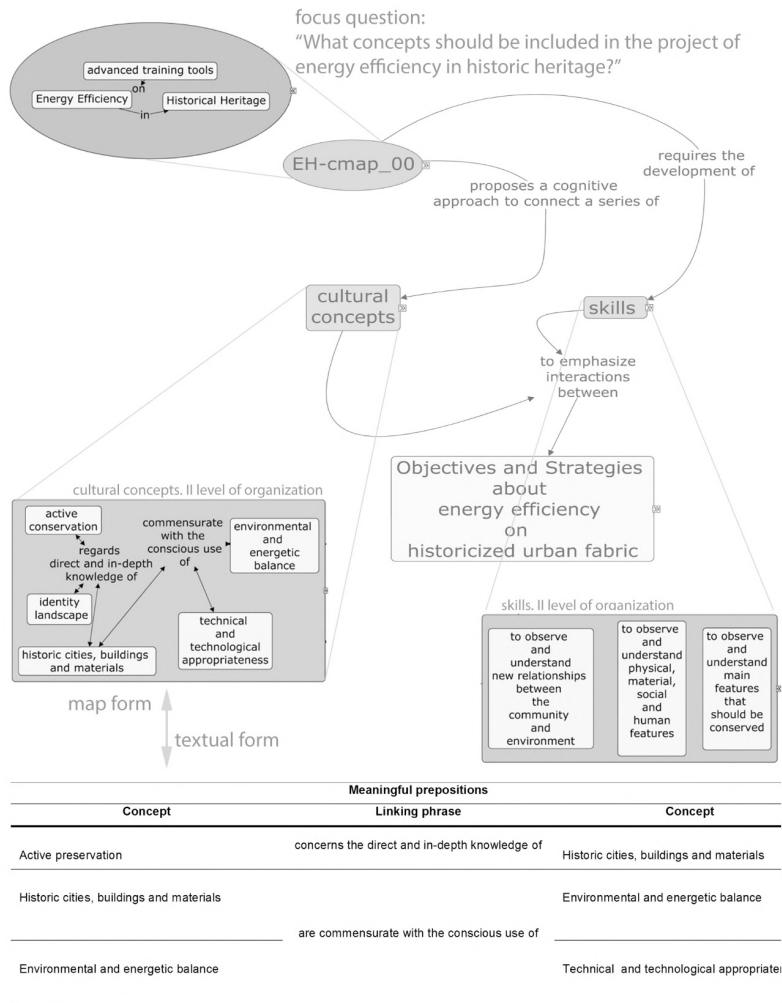 focus question:
“What concepts should be included in the project of
energy efficiency in historic heritage?”
advanced training tools
on
Energy Efficiency
Historical Heritage
in
EH-cmap_00
requires the
development of
proposes a cognitive
approach to connect a series of
cultural
concepts
skills
to emphasize
interactions
between
Objectives and Strategies
about
energy efficiency
on
historicized urban fabric
cultural concepts. II level of organization
active
conservation
regards
direct and in-depth
knowledge of
commensurate
with the
conscious use
of
environmental
and
energetic
balance
identity
landscape
technical
and
technological
appropriateness
historic cities, buildings
and materials
skills. II level of organization
to observe
and
understand
new relationships
between
the
community
and
environment
to observe
and
understand
physical,
material,
social
and
human
features
to observe
and
understand
main
features
that
should be
conserved
map form
textual form
Meaningful prepositions
Concept
Linking phrase
Concept
Active preservation
concerns the direct and in-depth knowledge of
Historic cities, buildings and materials
Historic cities, buildings and materials
are commensurate with the conscious use of
Environmental and energetic balance
Environmental and energetic balance
Technical and technological appropriate